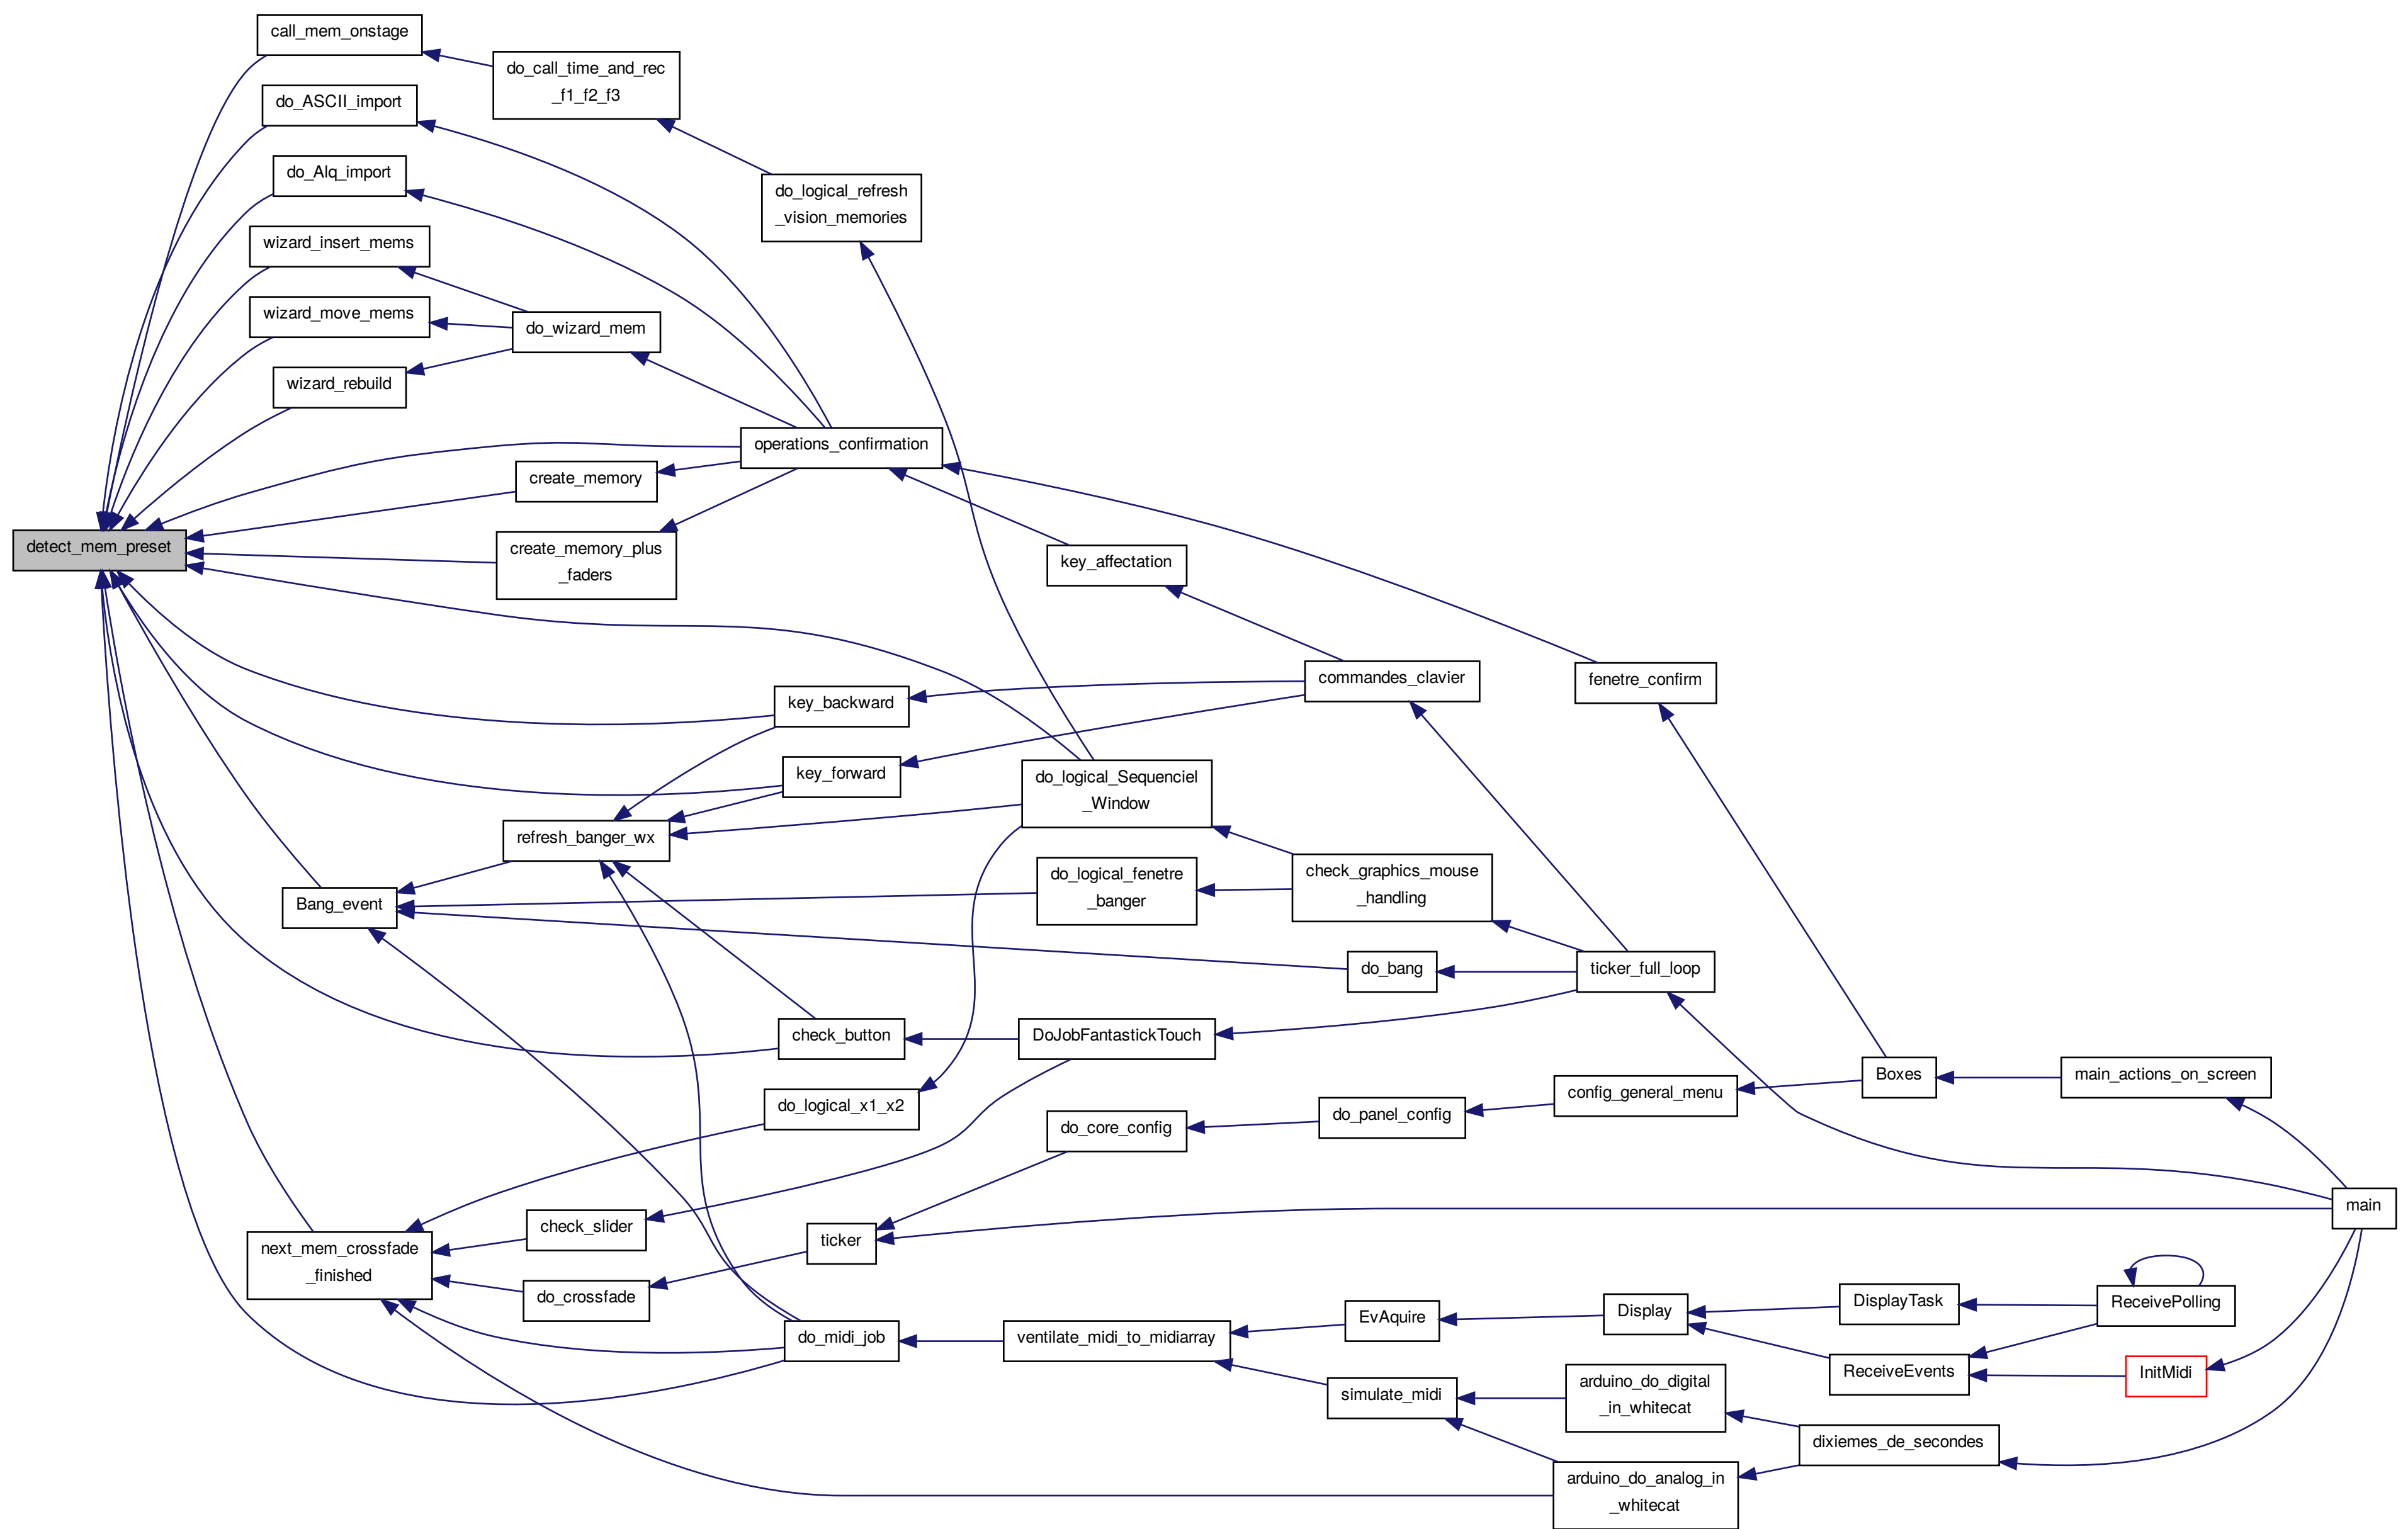 call_mem_onstage
do_call_time_and_rec
_f1_f2_f3
do_ASCII_import
do_Alq_import
do_logical_refresh
_vision_memories
wizard_insert_mems
wizard_move_mems
do_wizard_mem
wizard_rebuild
operations_confirmation
create_memory
detect_mem_preset
create_memory_plus
_faders
key_affectation
commandes_clavier
fenetre_confirm
key_backward
key_forward
do_logical_Sequenciel
_Window
refresh_banger_wx
do_logical_fenetre
_banger
check_graphics_mouse
_handling
Bang_event
do_bang
ticker_full_loop
check_button
DoJobFantastickTouch
do_logical_x1_x2
do_core_config
do_panel_config
config_general_menu
Boxes
main_actions_on_screen
main
check_slider
next_mem_crossfade
_finished
ticker
do_crossfade
do_midi_job
ventilate_midi_to_midiarray
EvAquire
Display
DisplayTask
ReceivePolling
ReceiveEvents
InitMidi
simulate_midi
arduino_do_digital
_in_whitecat
dixiemes_de_secondes
arduino_do_analog_in
_whitecat